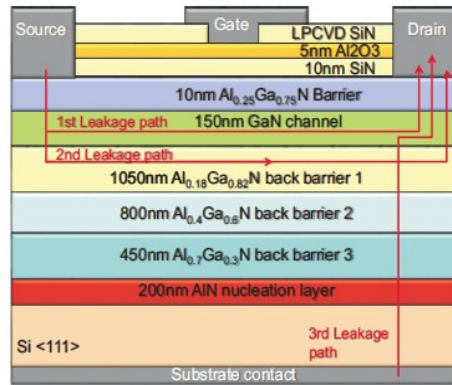 Source
Gate
LPCVD SiN
Drain
5nm Al2O3
10nm SiN
10nm Al₀.₂₅Ga₀.₇₅N Barrier
1st Leakage path
150nm GaN channel
2nd Leakage path
1050nm Al₀.₁₈Ga₀.₈₂N back barrier 1
800nm Al₀.₄Ga₀.₆N back barrier 2
450nm Al₀.₇Ga₀.₃N back barrier 3
200nm AlN nucleation layer
Si <111>
3rd Leakage
path
Substrate contact